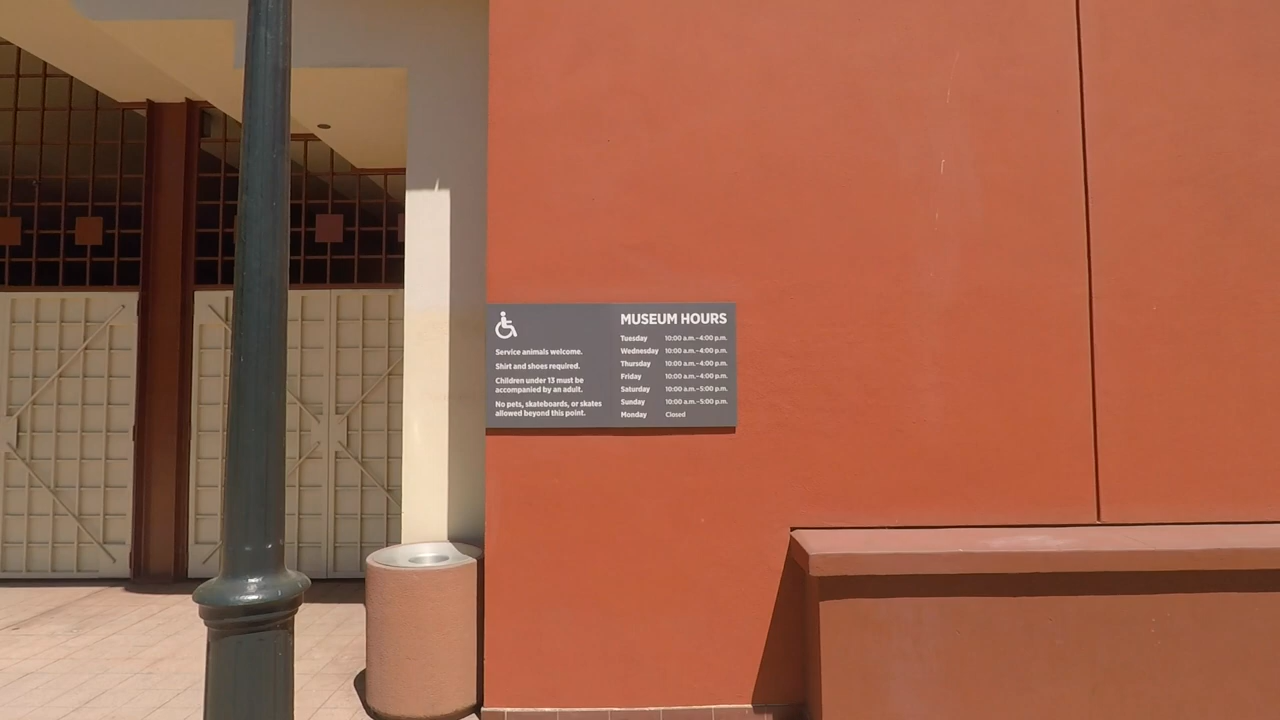 Service animals welcome.
Shirt and shoes required.
Children under 13 must be
accompanied by an adult.
No pets, skateboards, or skates
allowed beyond this point.
MUSEUM HOURS
Tuesday 10:00 a.m.–4:00 p.m.
Wednesday 10:00 a.m.–4:00 p.m.
Thursday 10:00 a.m.–4:00 p.m.
Friday 10:00 a.m.–4:00 p.m.
Saturday 10:00 a.m.–5:00 p.m.
Sunday 10:00 a.m.–5:00 p.m.
Monday Closed